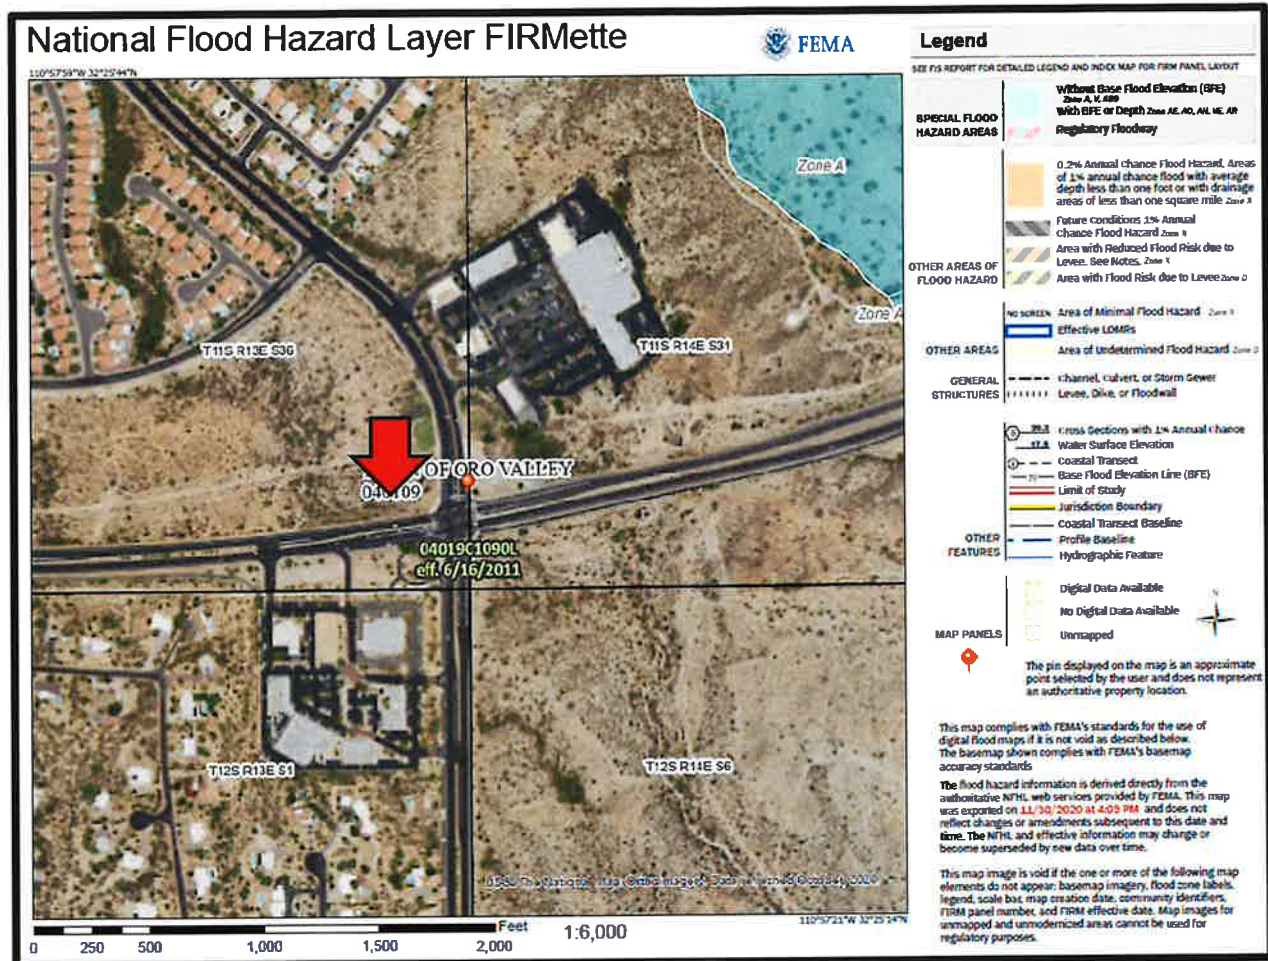 National Flood Hazard Layer FIRMette
FEMA
110°57'59"W 32°25'44"N
Zone A
Zone A
T11S R13E S36
T11S R14E S31
OF ORO VALLEY
04019C1090L
eff. 6/16/2011
T12S R13E S1
T12S R14E S6
110°57'21"W 32°25'14"N
0 250 500 1,000 1,500 2,000
Feet
1:6,000
Legend
SEE FIS REPORT FOR DETAILED LEGEND AND INDEX MAP FOR FIRM PANEL LAYOUT
SPECIAL FLOOD
HAZARD AREAS
Without Base Flood Elevation (BFE)
Zone A, V, A99
With BFE or Depth Zone AE, AO, AH, VE, AR
Regulatory Floodway
OTHER AREAS OF
FLOOD HAZARD
0.2% Annual Chance Flood Hazard, Areas
of 1% annual chance flood with average
depth less than one foot or with drainage
areas of less than one square mile Zone X
Future Conditions 1% Annual
Chance Flood Hazard Zone X
Area with Reduced Flood Risk due to
Levee. See Notes. Zone X
Area with Flood Risk due to Levee Zone D
OTHER AREAS
NO SCREEN Area of Minimal Flood Hazard Zone X
Effective LOMRs
Area of Undetermined Flood Hazard Zone D
GENERAL
STRUCTURES
Channel, Culvert, or Storm Sewer
Levee, Dike, or Floodwall
OTHER
FEATURES
20.2 Cross Sections with 1% Annual Chance
17.5 Water Surface Elevation
Coastal Transect
Base Flood Elevation Line (BFE)
Limit of Study
Jurisdiction Boundary
Coastal Transect Baseline
Profile Baseline
Hydrographic Feature
MAP PANELS
Digital Data Available
No Digital Data Available
Unmapped
N
The pin displayed on the map is an approximate
point selected by the user and does not represent
an authoritative property location.
This map complies with FEMA's standards for the use of
digital flood maps if it is not void as described below.
The basemap shown complies with FEMA's basemap
accuracy standards
The flood hazard information is derived directly from the
authoritative NFHL web services provided by FEMA. This map
was exported on 11/30/2020 at 4:03 PM and does not
reflect changes or amendments subsequent to this date and
time. The NFHL and effective information may change or
become superseded by new data over time.
This map image is void if the one or more of the following map
elements do not appear: basemap imagery, flood zone labels,
legend, scale bar, map creation date, community identifiers,
FIRM panel number, and FIRM effective date. Map images for
unmapped and unmodernized areas cannot be used for
regulatory purposes.